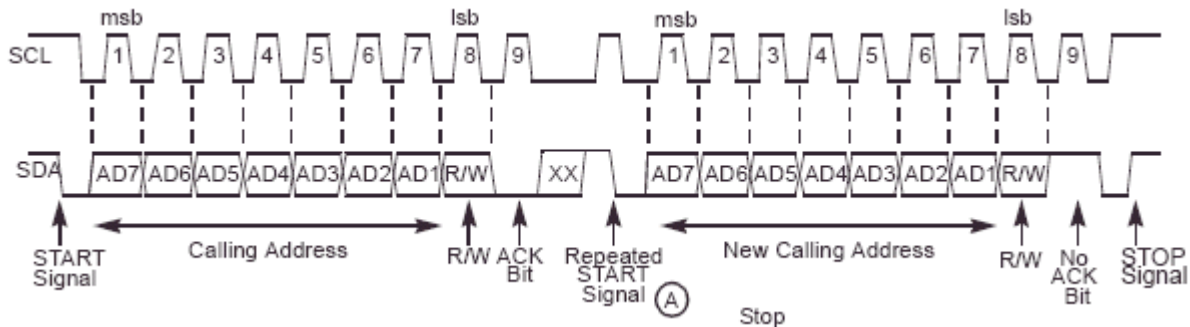 msb lsb msb lsb
SCL 1 2 3 4 5 6 7 8 9 1 2 3 4 5 6 7 8 9
SDA AD7 AD6 AD5 AD4 AD3 AD2 AD1 R/W XX AD7 AD6 AD5 AD4 AD3 AD2 AD1 R/W
START
Signal
Calling Address
R/W
ACK
Bit
Repeated
START
Signal
A
New Calling Address
R/W
No
ACK
Bit
STOP
Signal
Stop